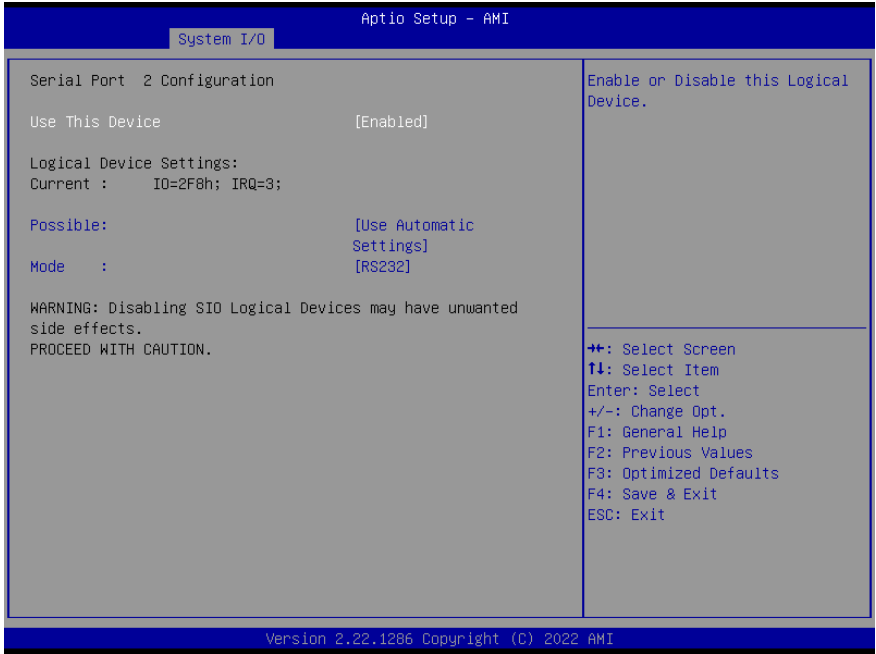 Aptio Setup - AMI
System I/O
Serial Port  2 Configuration
Use This Device [Enabled]
Logical Device Settings:
Current :     IO=2F8h; IRQ=3;
Possible: [Use Automatic
Settings]
Mode    : [RS232]
WARNING: Disabling SIO Logical Devices may have unwanted
side effects.
PROCEED WITH CAUTION.
Enable or Disable this Logical
Device.
→←: Select Screen
↑↓: Select Item
Enter: Select
+/-: Change Opt.
F1: General Help
F2: Previous Values
F3: Optimized Defaults
F4: Save & Exit
ESC: Exit
Version 2.22.1286 Copyright (C) 2022 AMI